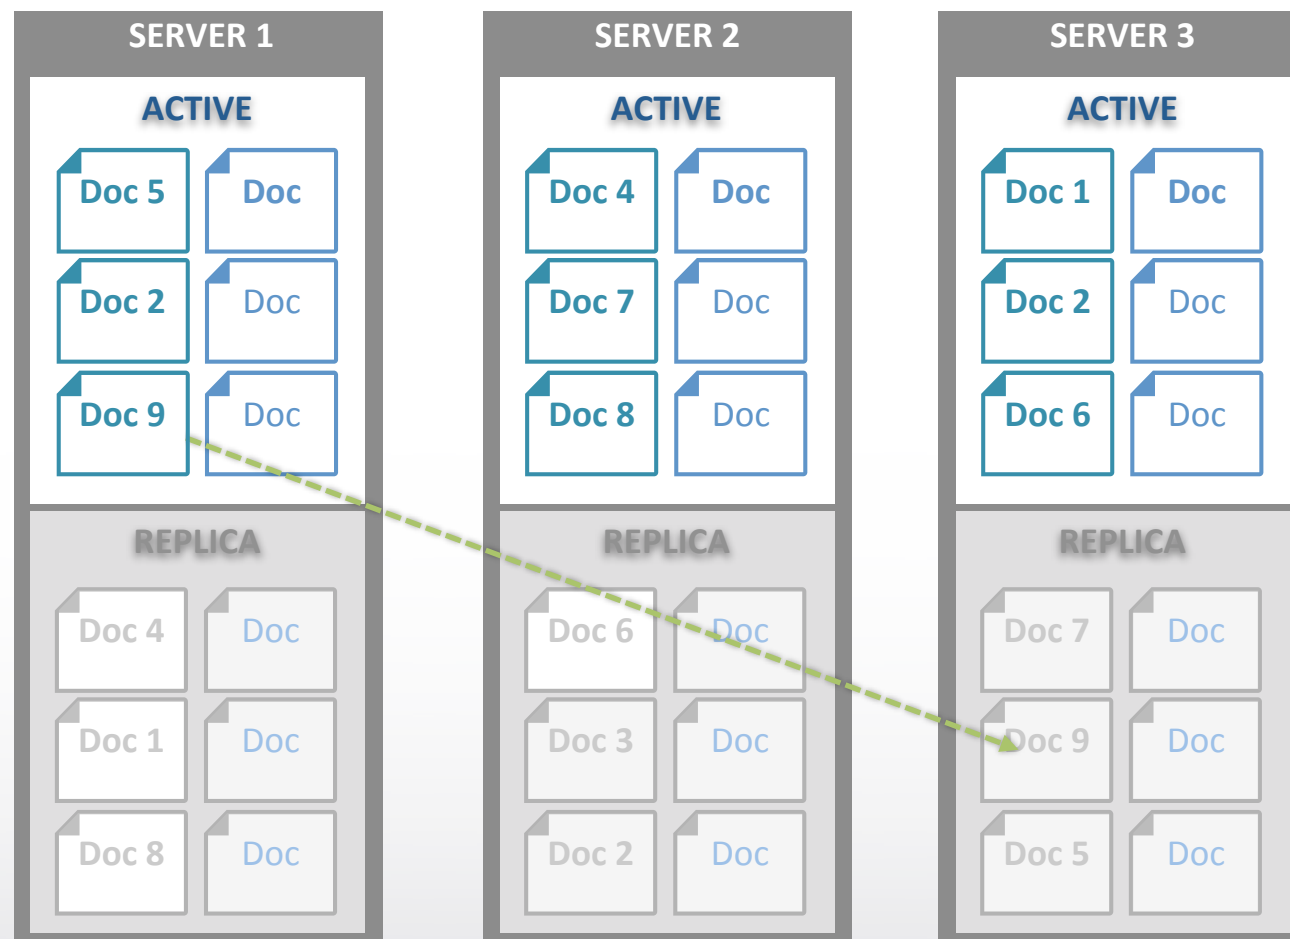 SERVER 1
ACTIVE
Doc 5 Doc
Doc 2 Doc
Doc 9 Doc
REPLICA
Doc 4 Doc
Doc 1 Doc
Doc 8 Doc
SERVER 2
ACTIVE
Doc 4 Doc
Doc 7 Doc
Doc 8 Doc
REPLICA
Doc 6 Doc
Doc 3 Doc
Doc 2 Doc
SERVER 3
ACTIVE
Doc 1 Doc
Doc 2 Doc
Doc 6 Doc
REPLICA
Doc 7 Doc
Doc 9 Doc
Doc 5 Doc